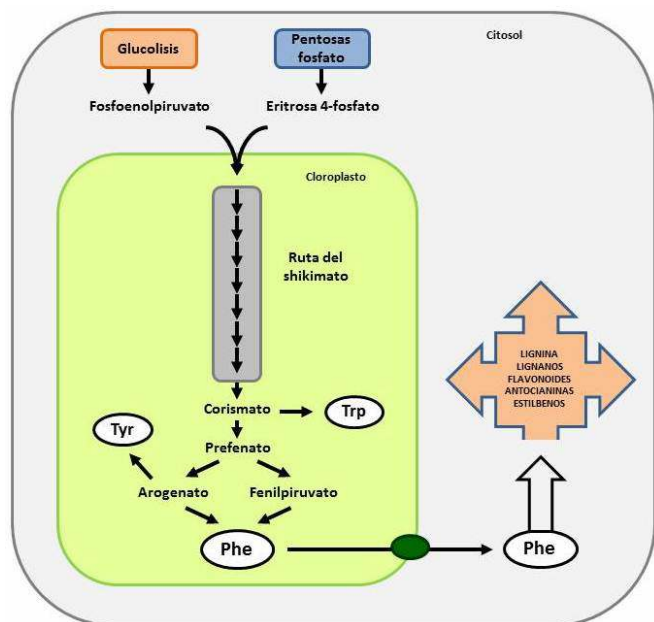 Glucolisis
Pentosas
fosfato
Citosol
Fosfoenolpiruvato
Eritrosa 4-fosfato
Cloroplasto
Ruta del
shikimato
LIGNINA
LIGNANOS
FLAVONOIDES
ANTOCIANINAS
ESTILBENOS
Corismato
Trp
Tyr
Prefenato
Arogenato
Fenilpiruvato
Phe
Phe